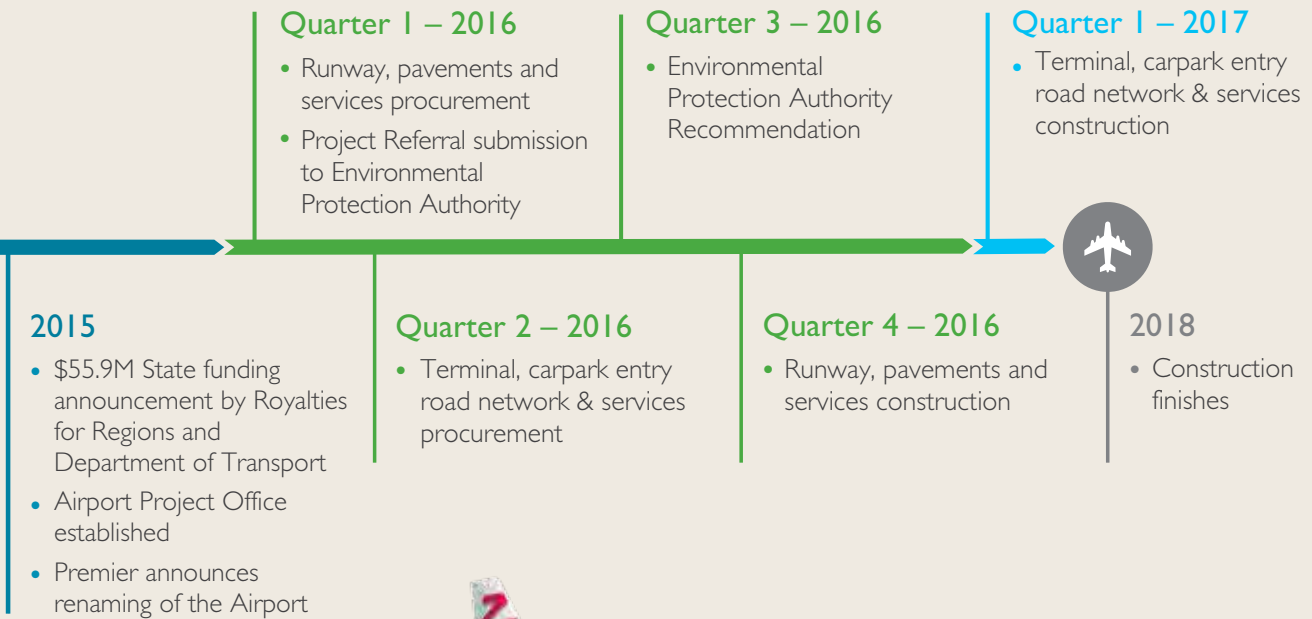 Quarter 1 – 2016
• Runway, pavements and
services procurement
• Project Referral submission
to Environmental
Protection Authority
Quarter 3 – 2016
• Environmental
Protection Authority
Recommendation
Quarter 1 – 2017
• Terminal, carpark entry
road network & services
construction
2015
• $55.9M State funding
announcement by Royalties
for Regions and
Department of Transport
• Airport Project Office
established
• Premier announces
renaming of the Airport
Quarter 2 – 2016
• Terminal, carpark entry
road network & services
procurement
Quarter 4 – 2016
• Runway, pavements and
services construction
2018
• Construction
finishes